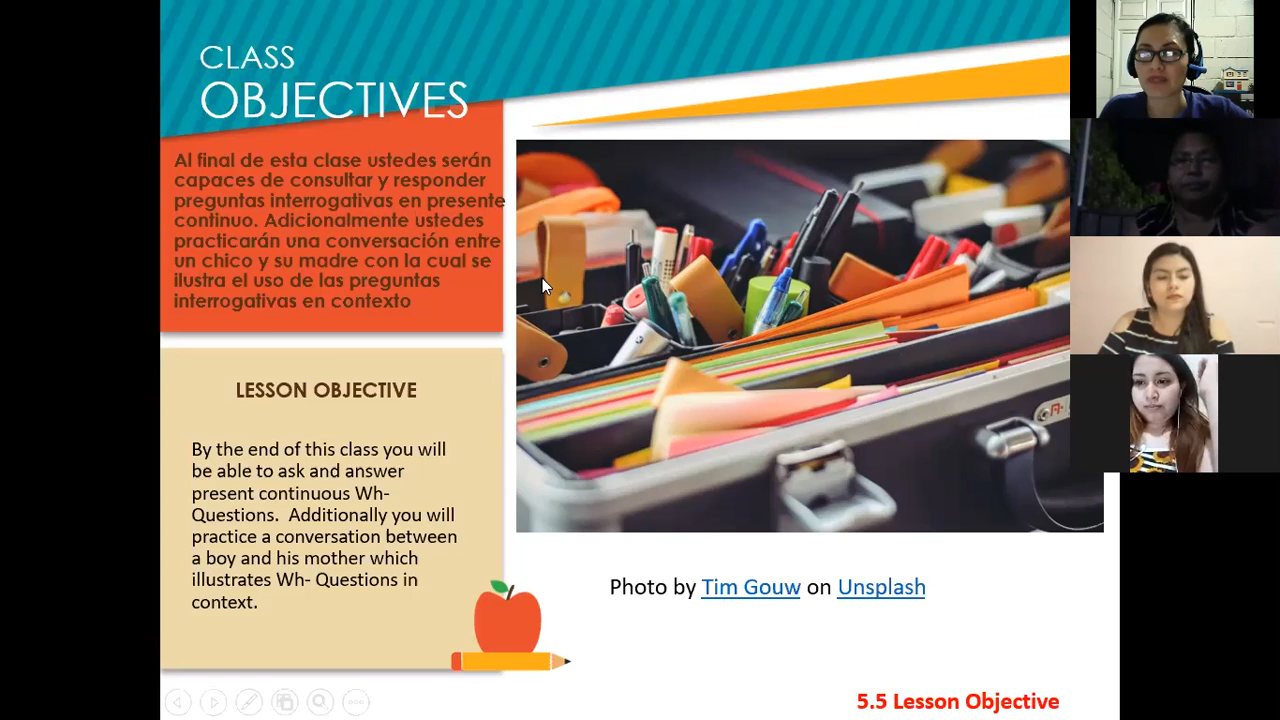 CLASS
OBJECTIVES
Al final de esta clase ustedes serán
capaces de consultar y responder
preguntas interrogativas en presente
continuo. Adicionalmente ustedes
practicarán una conversación entre
un chico y su madre con la cual se
ilustra el uso de las preguntas
interrogativas en contexto
LESSON OBJECTIVE
By the end of this class you will
be able to ask and answer
present continuous Wh-
Questions. Additionally you will
practice a conversation between
a boy and his mother which
illustrates Wh- Questions in
context.
Photo by Tim Gouw on Unsplash
5.5 Lesson Objective